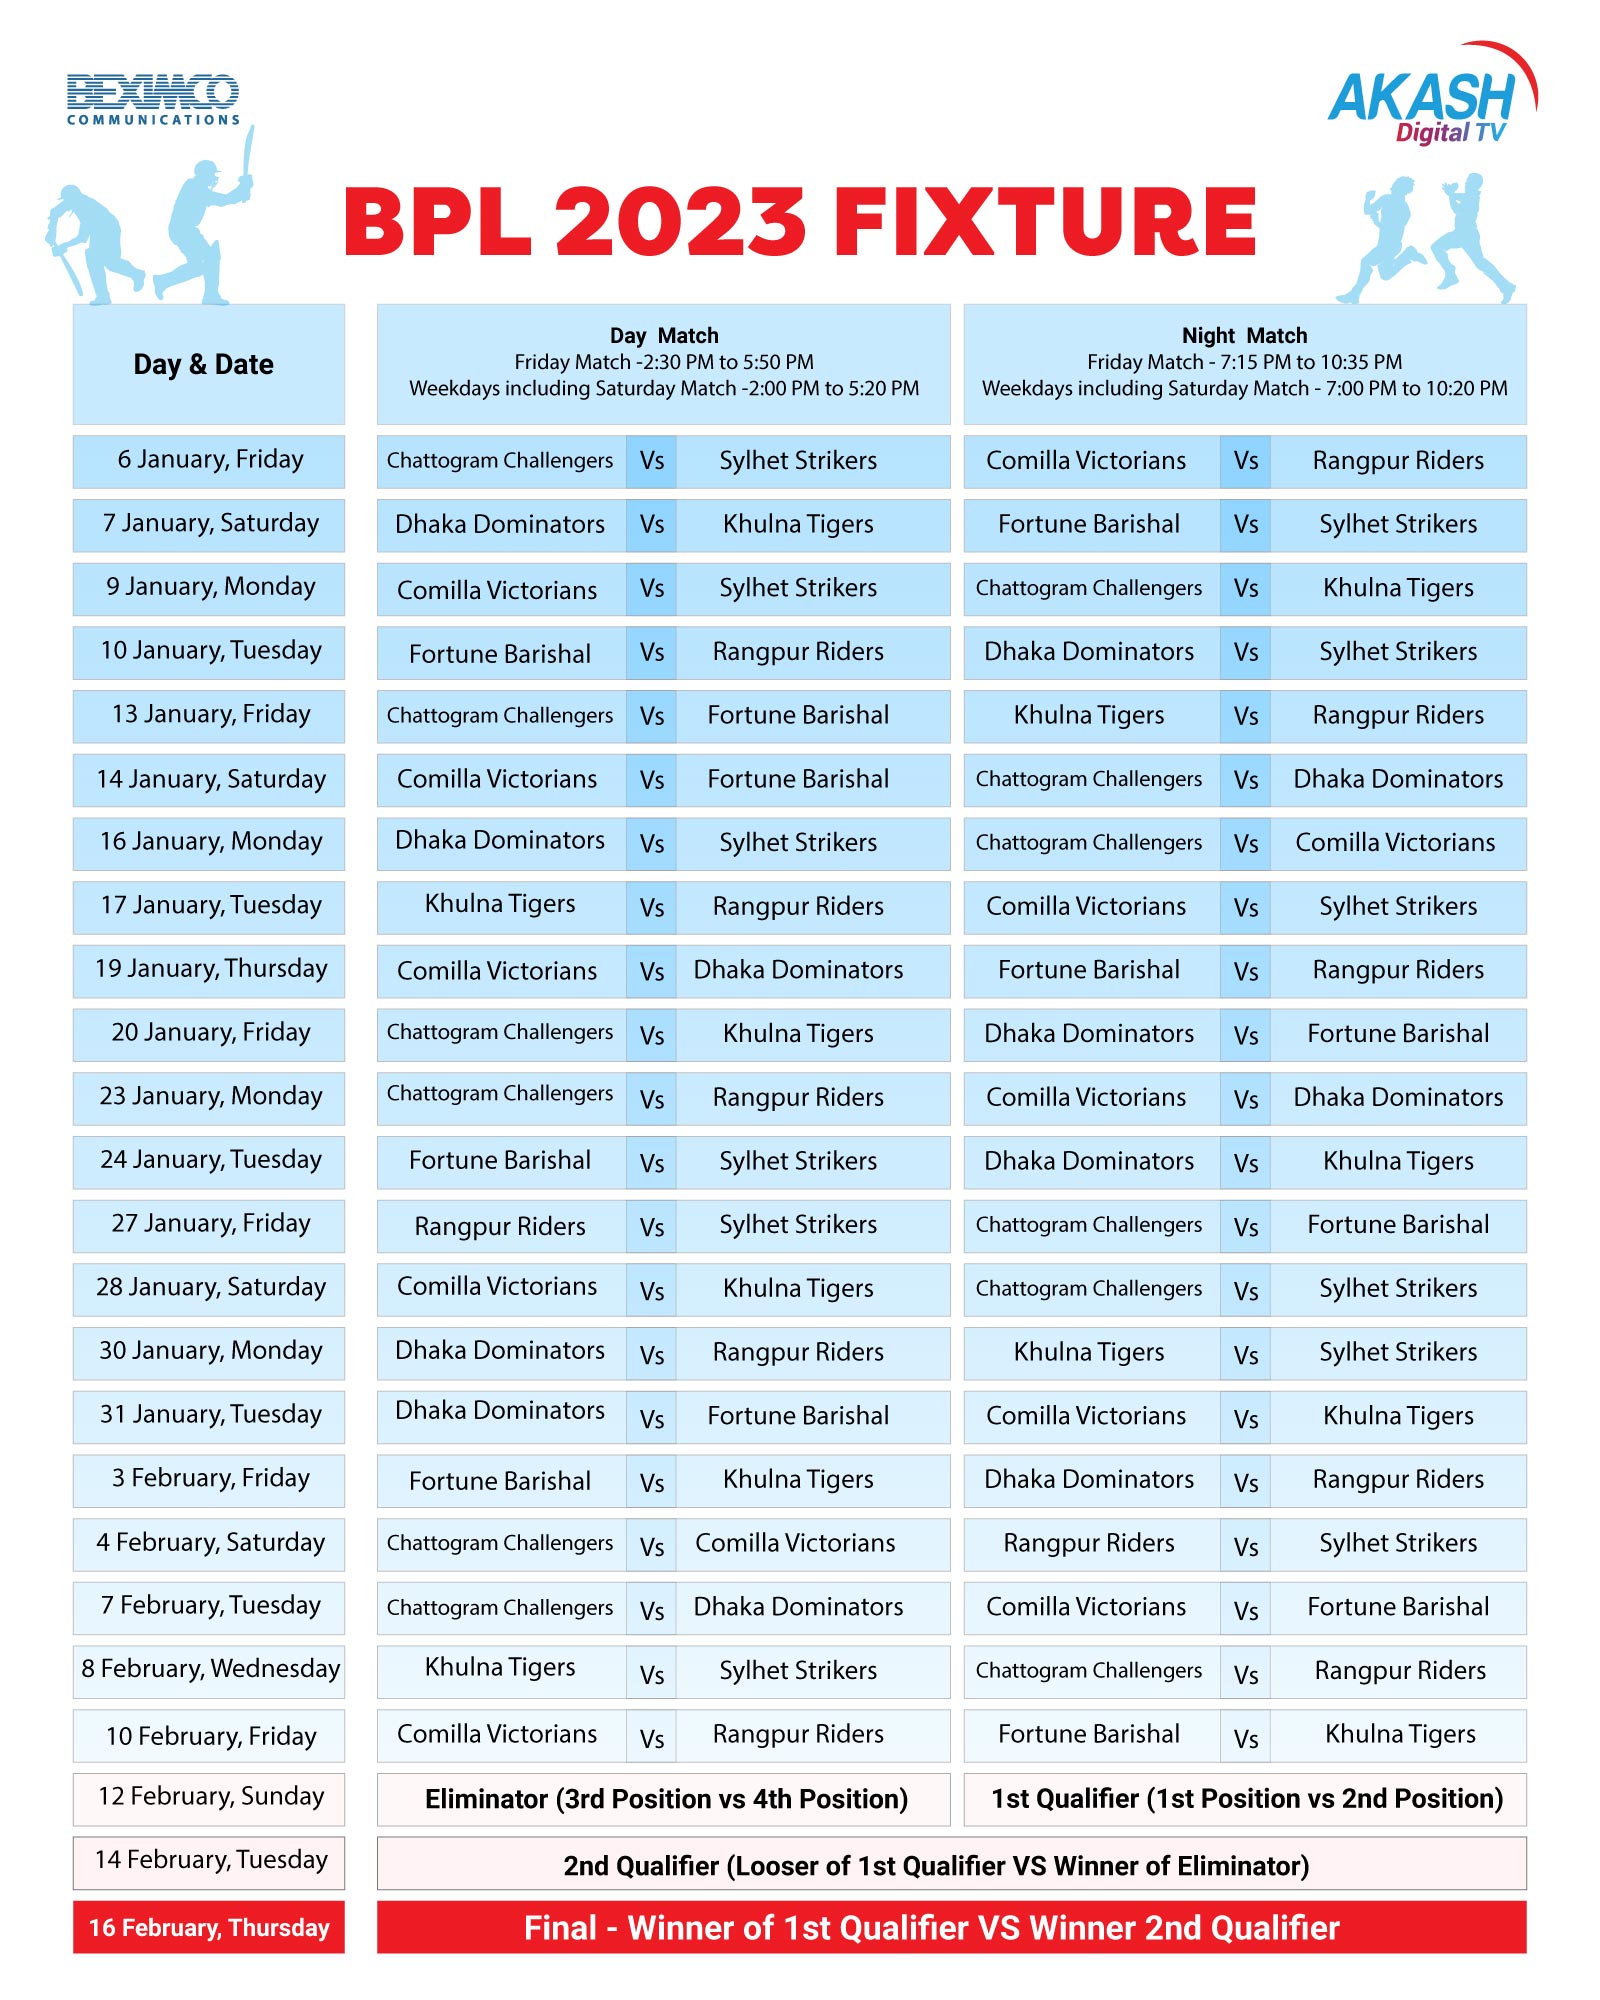 BEXIMCO
COMMUNICATIONS
AKASH
Digital TV
BPL 2023 FIXTURE
Day & Date
Day Match
Friday Match -2:30 PM to 5:50 PM
Weekdays including Saturday Match -2:00 PM to 5:20 PM
Night Match
Friday Match - 7:15 PM to 10:35 PM
Weekdays including Saturday Match - 7:00 PM to 10:20 PM
6 January, Friday Chattogram Challengers Vs Sylhet Strikers Comilla Victorians Vs Rangpur Riders
7 January, Saturday Dhaka Dominators Vs Khulna Tigers Fortune Barishal Vs Sylhet Strikers
9 January, Monday Comilla Victorians Vs Sylhet Strikers Chattogram Challengers Vs Khulna Tigers
10 January, Tuesday Fortune Barishal Vs Rangpur Riders Dhaka Dominators Vs Sylhet Strikers
13 January, Friday Chattogram Challengers Vs Fortune Barishal Khulna Tigers Vs Rangpur Riders
14 January, Saturday Comilla Victorians Vs Fortune Barishal Chattogram Challengers Vs Dhaka Dominators
16 January, Monday Dhaka Dominators Vs Sylhet Strikers Chattogram Challengers Vs Comilla Victorians
17 January, Tuesday Khulna Tigers Vs Rangpur Riders Comilla Victorians Vs Sylhet Strikers
19 January, Thursday Comilla Victorians Vs Dhaka Dominators Fortune Barishal Vs Rangpur Riders
20 January, Friday Chattogram Challengers Vs Khulna Tigers Dhaka Dominators Vs Fortune Barishal
23 January, Monday Chattogram Challengers Vs Rangpur Riders Comilla Victorians Vs Dhaka Dominators
24 January, Tuesday Fortune Barishal Vs Sylhet Strikers Dhaka Dominators Vs Khulna Tigers
27 January, Friday Rangpur Riders Vs Sylhet Strikers Chattogram Challengers Vs Fortune Barishal
28 January, Saturday Comilla Victorians Vs Khulna Tigers Chattogram Challengers Vs Sylhet Strikers
30 January, Monday Dhaka Dominators Vs Rangpur Riders Khulna Tigers Vs Sylhet Strikers
31 January, Tuesday Dhaka Dominators Vs Fortune Barishal Comilla Victorians Vs Khulna Tigers
3 February, Friday Fortune Barishal Vs Khulna Tigers Dhaka Dominators Vs Rangpur Riders
4 February, Saturday Chattogram Challengers Vs Comilla Victorians Rangpur Riders Vs Sylhet Strikers
7 February, Tuesday Chattogram Challengers Vs Dhaka Dominators Comilla Victorians Vs Fortune Barishal
8 February, Wednesday Khulna Tigers Vs Sylhet Strikers Chattogram Challengers Vs Rangpur Riders
10 February, Friday Comilla Victorians Vs Rangpur Riders Fortune Barishal Vs Khulna Tigers
12 February, Sunday Eliminator (3rd Position vs 4th Position) 1st Qualifier (1st Position vs 2nd Position)
14 February, Tuesday 2nd Qualifier (Looser of 1st Qualifier VS Winner of Eliminator)
16 February, Thursday Final - Winner of 1st Qualifier VS Winner 2nd Qualifier